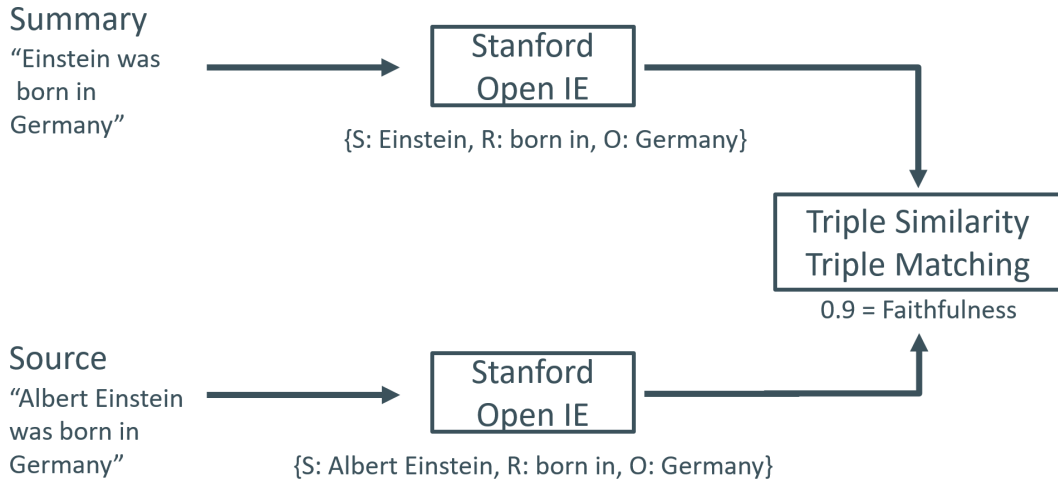 Summary
“Einstein was
born in
Germany”
Stanford
Open IE
{S: Einstein, R: born in, O: Germany}
Triple Similarity
Triple Matching
0.9 = Faithfulness
Source
“Albert Einstein
was born in
Germany”
Stanford
Open IE
{S: Albert Einstein, R: born in, O: Germany}